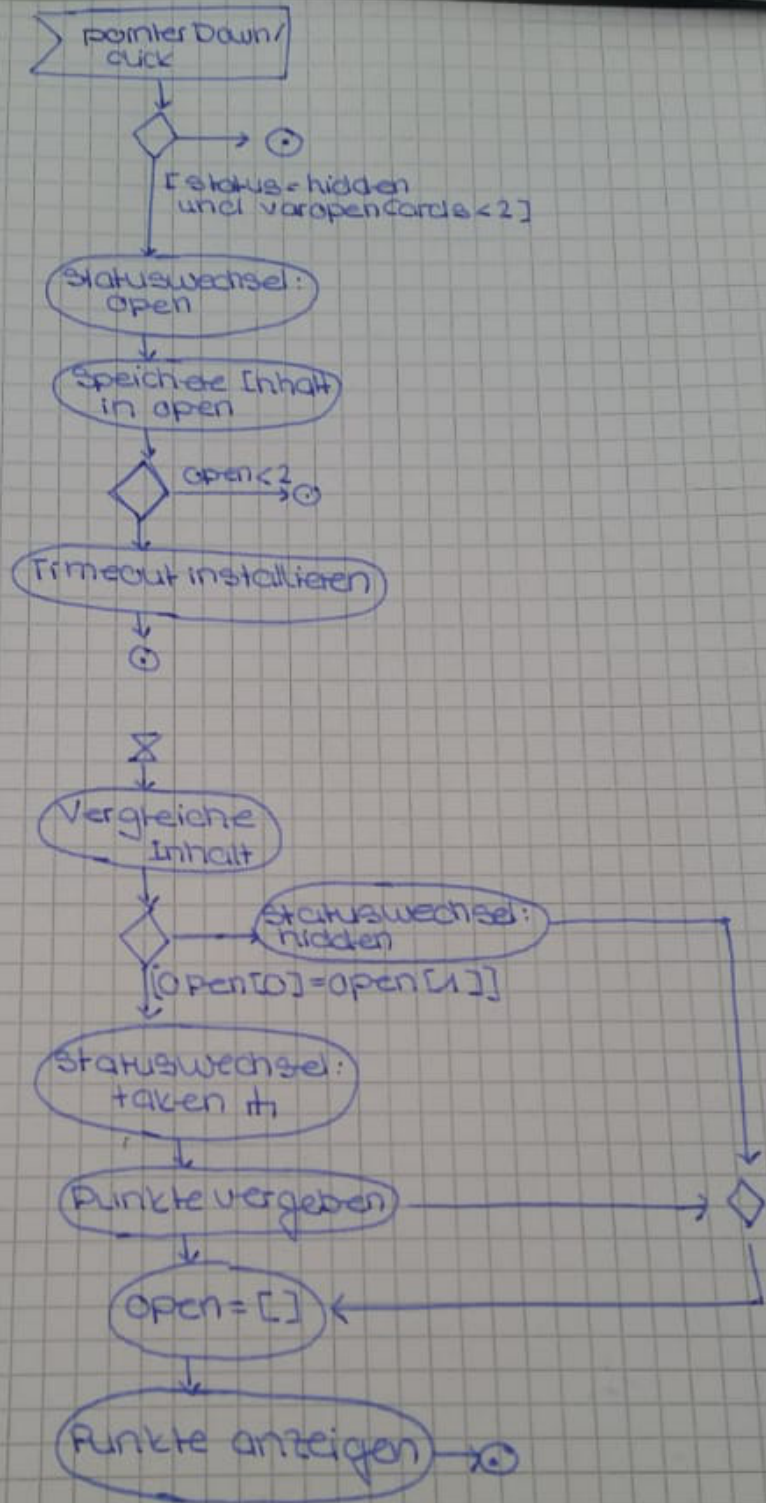 pointerDown/
click
[status=hidden
und varopenCards<2]
Statuswechsel:
open
Speichere Inhalt
in open
open<2
Timeout installieren
Vergleiche
Inhalt
Statuswechsel:
hidden
[open[0]=open[1]]
Statuswechsel:
taken
Punkte vergeben
open=[]
Punkte anzeigen